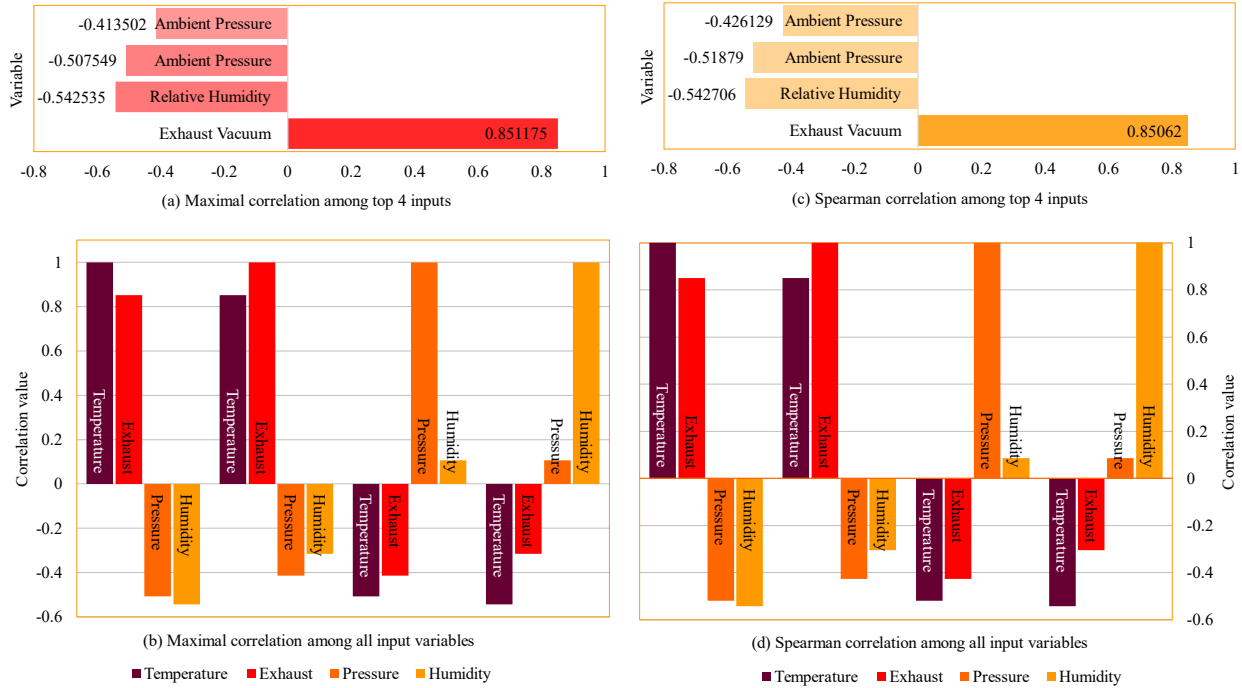 -0.413502 Ambient Pressure
-0.507549 Ambient Pressure
-0.542535 Relative Humidity
Exhaust Vacuum 0.851175
Variable
-0.8 -0.6 -0.4 -0.2 0 0.2 0.4 0.6 0.8 1
(a) Maximal correlation among top 4 inputs
-0.426129 Ambient Pressure
-0.51879 Ambient Pressure
-0.542706 Relative Humidity
Exhaust Vacuum 0.85062
Variable
-0.8 -0.6 -0.4 -0.2 0 0.2 0.4 0.6 0.8 1
(c) Spearman correlation among top 4 inputs
1
0.8
0.6
0.4
0.2
0
-0.2
-0.4
-0.6
Correlation value
Temperature
Exhaust
Pressure
Humidity
Temperature
Exhaust
Pressure
Humidity
Temperature
Exhaust
Pressure
Humidity
Temperature
Exhaust
Pressure
Humidity
(b) Maximal correlation among all input variables
Temperature Exhaust Pressure Humidity
Temperature
Exhaust
Pressure
Humidity
Temperature
Exhaust
Pressure
Humidity
Temperature
Exhaust
Pressure
Humidity
Temperature
Exhaust
Pressure
Humidity
1
0.8
0.6
0.4
0.2
0
-0.2
-0.4
-0.6
Correlation value
(d) Spearman correlation among all input variables
Temperature Exhaust Pressure Humidity